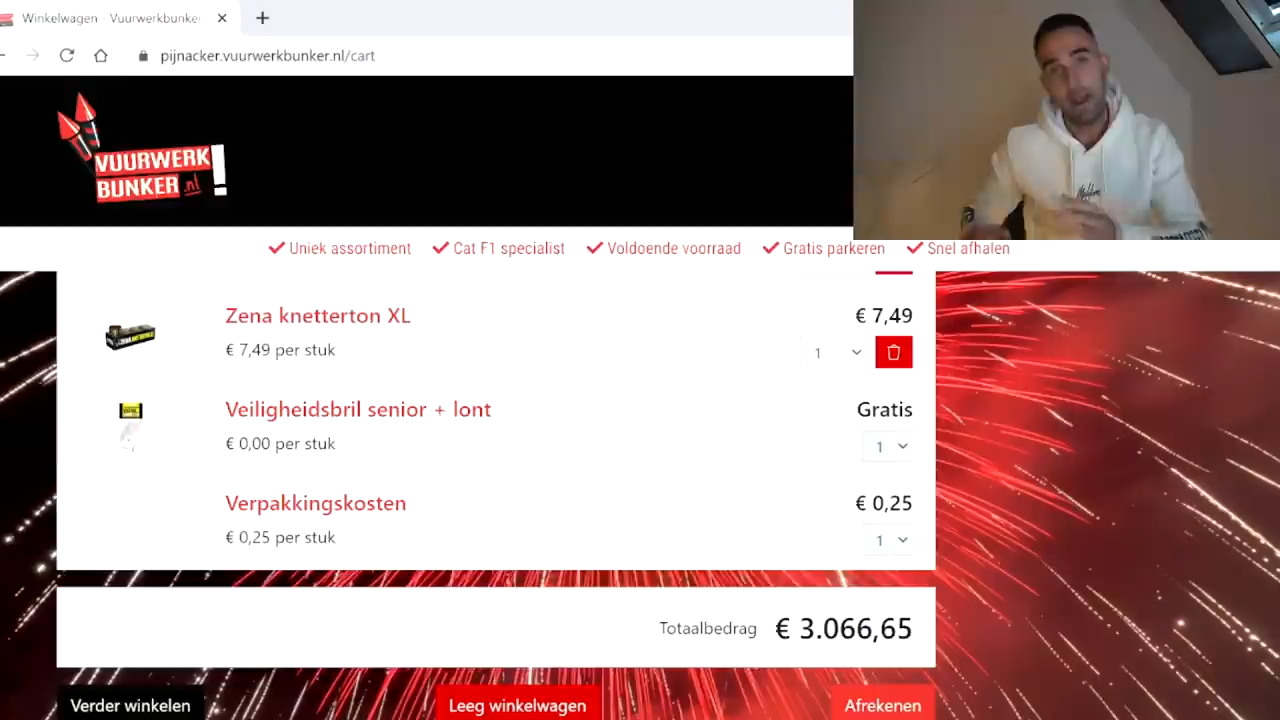 Winkelwagen - Vuurwerkbunke
pijnacker.vuurwerkbunker.nl/cart
VUURWERK
BUNKER.nl!
Uniek assortiment
Cat F1 specialist
Voldoende voorraad
Gratis parkeren
Snel afhalen
Zena knetterton XL
€ 7,49
€ 7,49 per stuk
1
Veiligheidsbril senior + lont
Gratis
€ 0,00 per stuk
1
Verpakkingskosten
€ 0,25
€ 0,25 per stuk
1
Totaalbedrag € 3.066,65
Verder winkelen
Leeg winkelwagen
Afrekenen